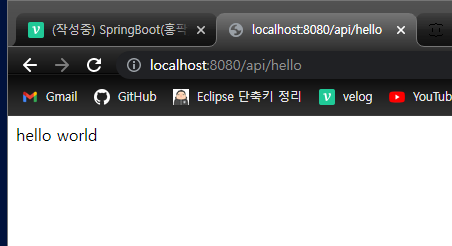 (작성중) SpringBoot(홍팍 localhost:8080/api/hello
localhost:8080/api/hello
Gmail GitHub Eclipse 단축키 정리 velog YouTub
hello world